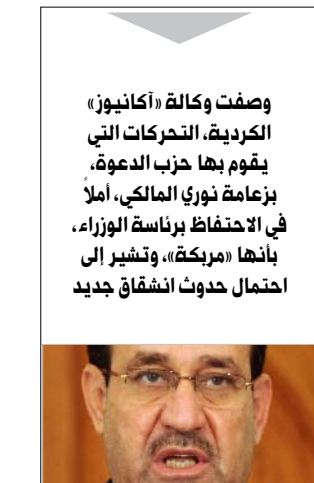 وصفت وكالة «آكانيوز»
الكردية، التحركات التي
يقوم بها حزب الدعوة،
بزعامة نوري المالكي، أملاً
في الاحتفاظ برئاسة الوزراء،
بأنها «مربكة»، وتشير إلى
احتمال حدوث انشقاق جديد